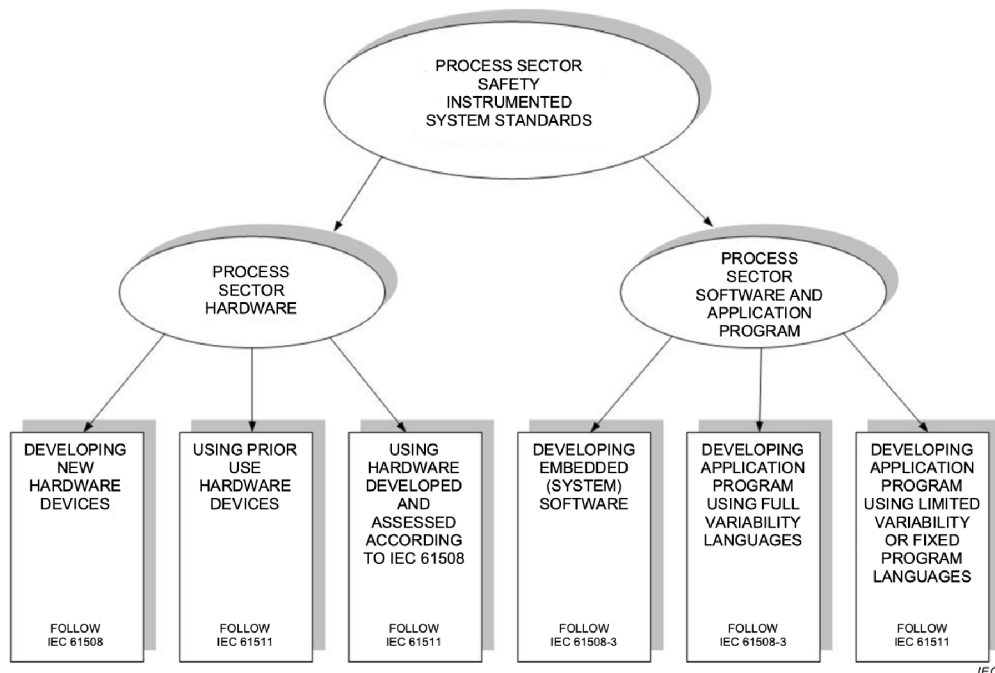 PROCESS SECTOR
SAFETY
INSTRUMENTED
SYSTEM STANDARDS
PROCESS
SECTOR
HARDWARE
PROCESS
SECTOR
SOFTWARE AND
APPLICATION
PROGRAM
DEVELOPING
NEW
HARDWARE
DEVICES
FOLLOW
IEC 61508
USING PRIOR
USE
HARDWARE
DEVICES
FOLLOW
IEC 61511
USING
HARDWARE
DEVELOPED
AND
ASSESSED
ACCORDING
TO IEC 61508
FOLLOW
IEC 61511
DEVELOPING
EMBEDDED
(SYSTEM)
SOFTWARE
FOLLOW
IEC 61508-3
DEVELOPING
APPLICATION
PROGRAM
USING FULL
VARIABILITY
LANGUAGES
FOLLOW
IEC 61508-3
DEVELOPING
APPLICATION
PROGRAM
USING LIMITED
VARIABILITY
OR FIXED
PROGRAM
LANGUAGES
FOLLOW
IEC 61511
IEC